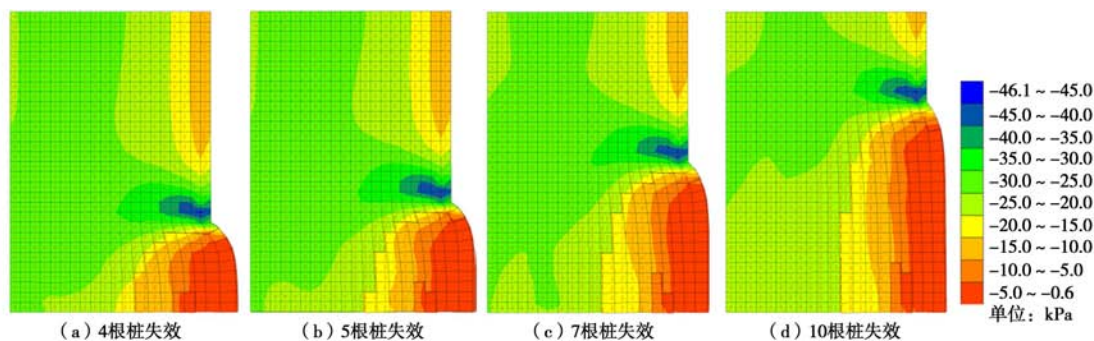 -46.1 ~ -45.0
-45.0 ~ -40.0
-40.0 ~ -35.0
-35.0 ~ -30.0
-30.0 ~ -25.0
-25.0 ~ -20.0
-20.0 ~ -15.0
-15.0 ~ -10.0
-10.0 ~ -5.0
-5.0 ~ -0.6
单位：kPa
（a）4根桩失效
（b）5根桩失效
（c）7根桩失效
（d）10根桩失效